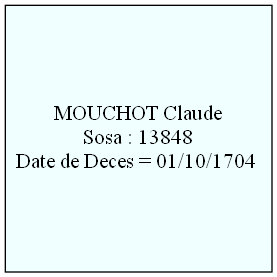 MOUCHOT Claude
Sosa : 13848
Date de Deces = 01/10/1704